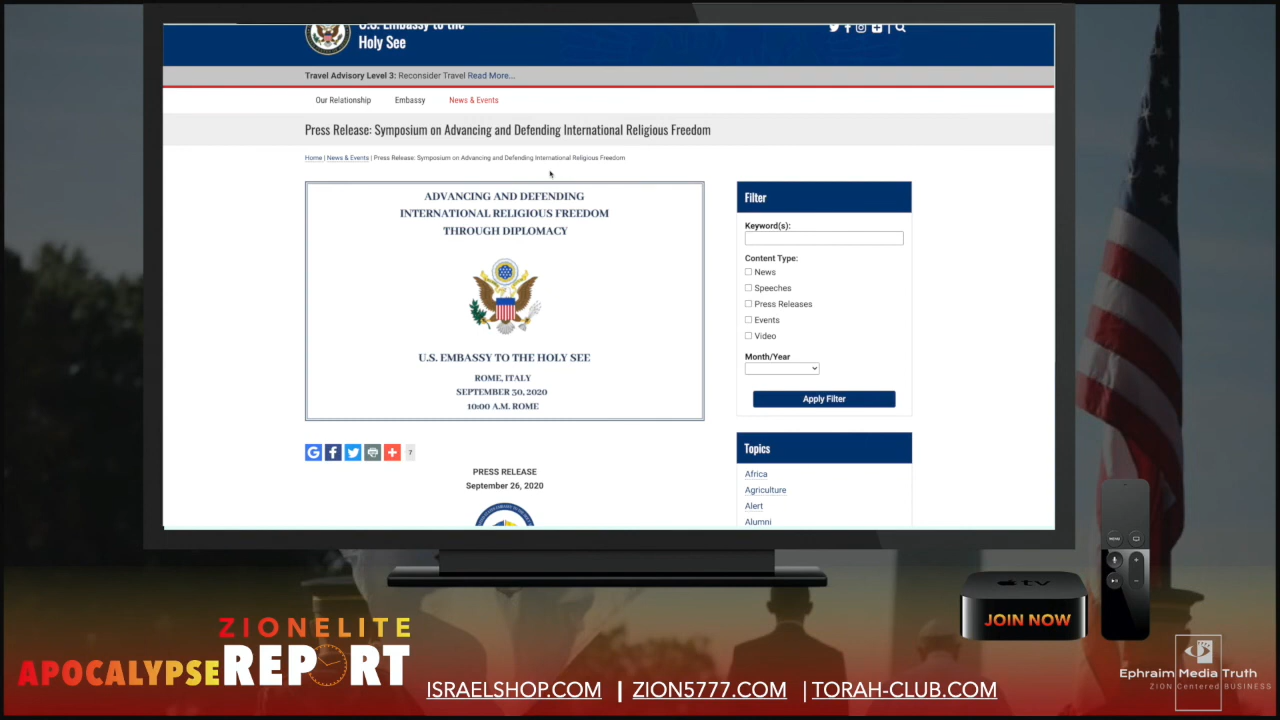 U.S. Embassy to the
Holy See
Travel Advisory Level 3: Reconsider Travel Read More...
Our Relationship Embassy News & Events
Press Release: Symposium on Advancing and Defending International Religious Freedom
Home | News & Events | Press Release: Symposium on Advancing and Defending International Religious Freedom
ADVANCING AND DEFENDING
INTERNATIONAL RELIGIOUS FREEDOM
THROUGH DIPLOMACY
U.S. EMBASSY TO THE HOLY SEE
ROME, ITALY
SEPTEMBER 30, 2020
10:00 A.M. ROME
7
PRESS RELEASE
September 26, 2020
Filter
Keyword(s):
Content Type:
News
Speeches
Press Releases
Events
Video
Month/Year
Apply Filter
Topics
Africa
Agriculture
Alert
Alumni
MENU
tv
JOIN NOW
ZIONELITE
APOCALYPSE REPORT
ISRAELSHOP.COM | ZION5777.COM | TORAH-CLUB.COM
Ephraim Media Truth
ZION Centered BUSINESS